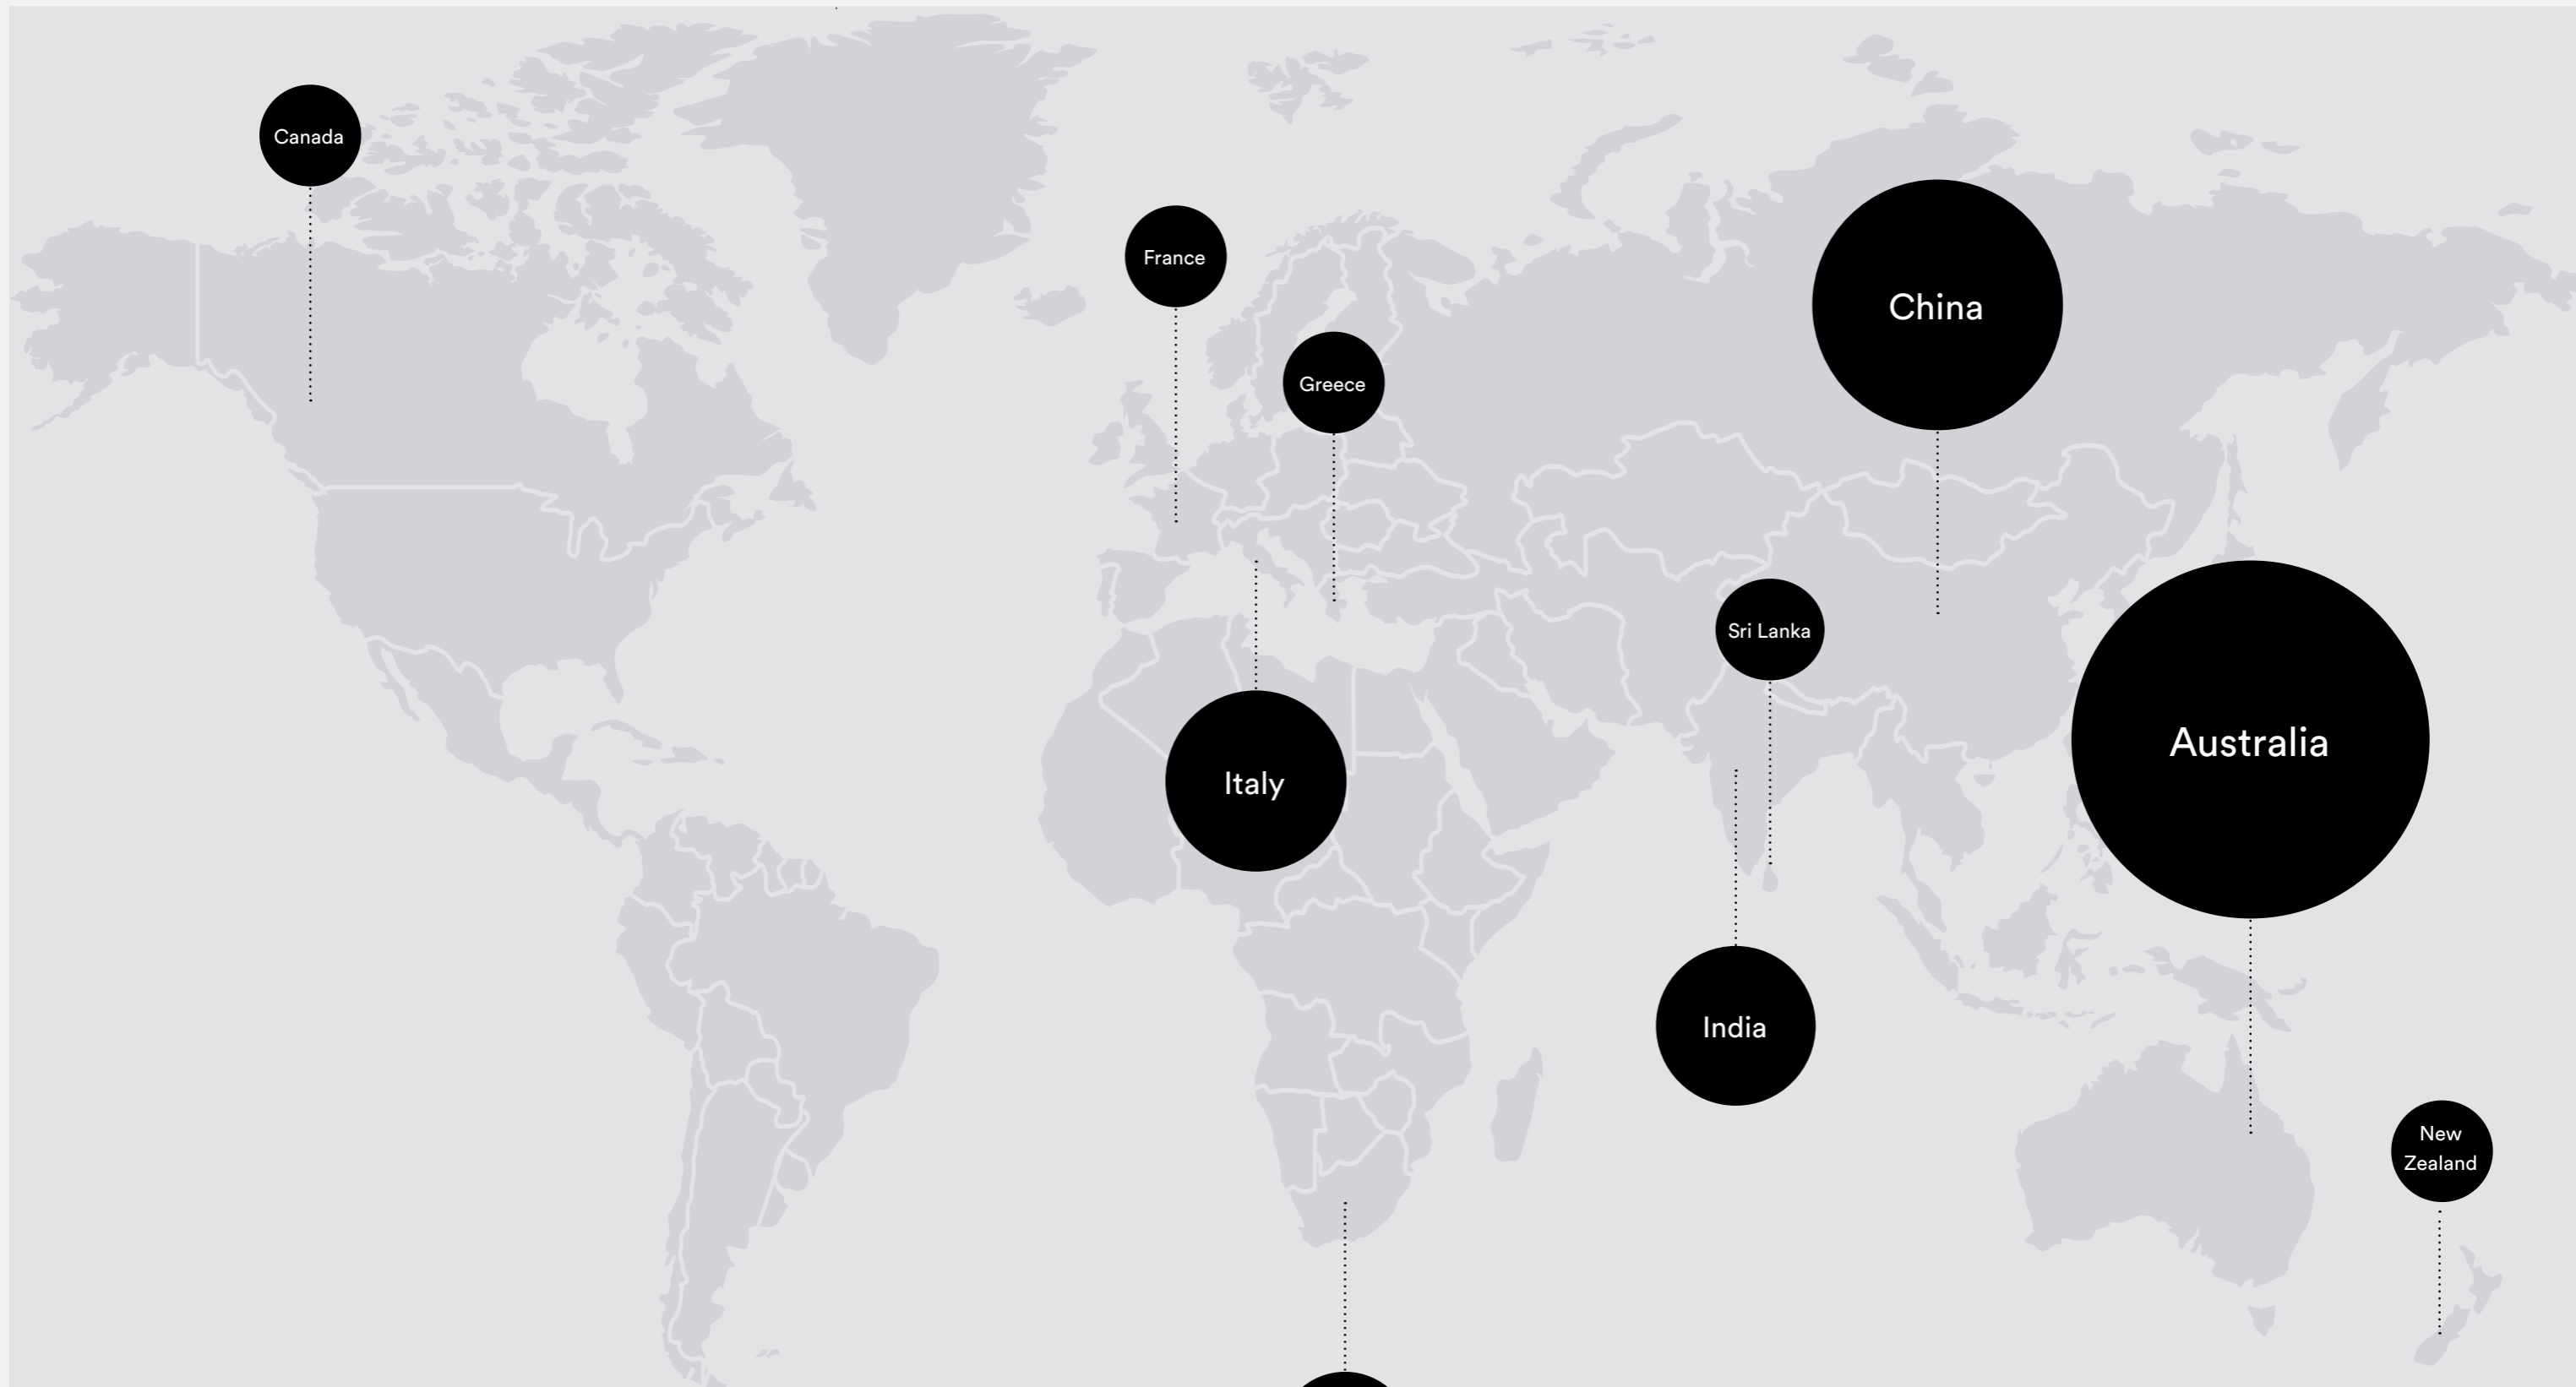 Canada
France
China
Greece
Sri Lanka
Australia
Italy
India
New
Zealand